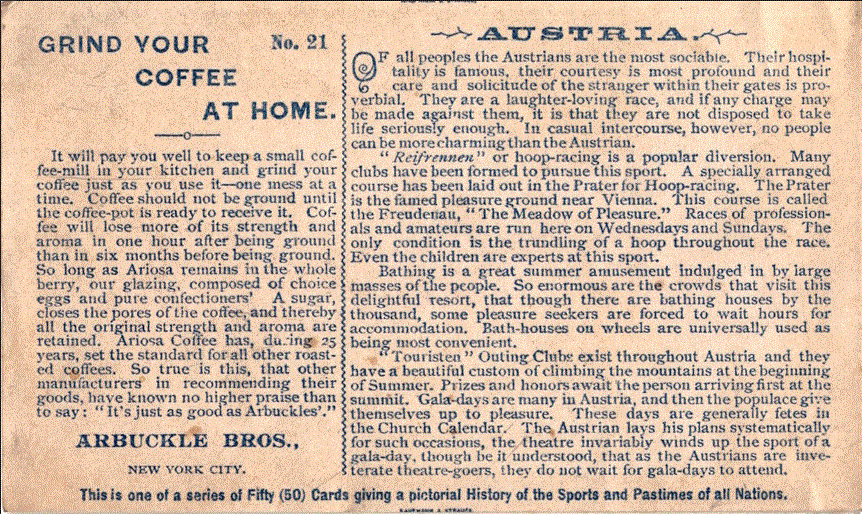 GRIND YOUR
COFFEE
AT HOME.
No. 21
It will pay you well to keep a small cof-
fee-mill in your kitchen and grind your
coffee just as you use it—one mess at a
time. Coffee should not be ground until
the coffee-pot is ready to receive it. Cof-
fee will lose more of its strength and
aroma in one hour after being ground
than in six months before being ground.
So long as Ariosa remains in the whole
berry, our glazing, composed of choice
eggs and pure confectioners' A sugar,
closes the pores of the coffee, and thereby
all the original strength and aroma are
retained. Ariosa Coffee has, during 25
years, set the standard for all other roast-
ed coffees. So true is this, that other
manufacturers in recommending their
goods, have known no higher praise than
to say: "It's just as good as Arbuckles'."
ARBUCKLE BROS.,
NEW YORK CITY.
AUSTRIA.
OF all peoples the Austrians are the most sociable. Their hospi-
tality is famous, their courtesy is most profound and their
care and solicitude of the stranger within their gates is pro-
verbial. They are a laughter-loving race, and if any charge may
be made against them, it is that they are not disposed to take
life seriously enough. In casual intercourse, however, no people
can be more charming than the Austrian.
"Reifrennen" or hoop-racing is a popular diversion. Many
clubs have been formed to pursue this sport. A specially arranged
course has been laid out in the Prater for Hoop-racing. The Prater
is the famed pleasure ground near Vienna. This course is called
the Freudenau, "The Meadow of Pleasure." Races of profession-
als and amateurs are run here on Wednesdays and Sundays. The
only condition is the trundling of a hoop throughout the race.
Even the children are experts at this sport.
Bathing is a great summer amusement indulged in by large
masses of the people. So enormous are the crowds that visit this
delightful resort, that though there are bathing houses by the
thousand, some pleasure seekers are forced to wait hours for
accommodation. Bath-houses on wheels are universally used as
being most convenient.
"Touristen" Outing Clubs exist throughout Austria and they
have a beautiful custom of climbing the mountains at the beginning
of Summer. Prizes and honors await the person arriving first at the
summit. Gala-days are many in Austria, and then the populace give
themselves up to pleasure. These days are generally fetes in
the Church Calendar. The Austrian lays his plans systematically
for such occasions, the theatre invariably winds up the sport of a
gala-day, though be it understood, that as the Austrians are inve-
terate theatre-goers, they do not wait for gala-days to attend.
This is one of a series of Fifty (50) Cards giving a pictorial History of the Sports and Pastimes of all Nations.